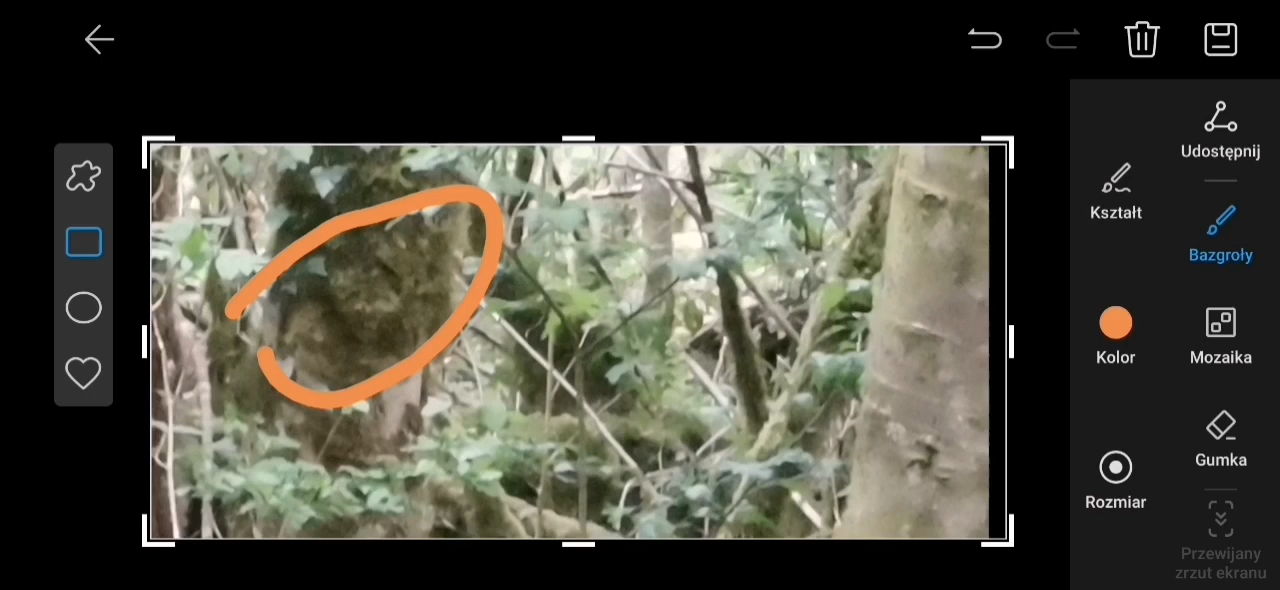 Udostępnij
Kształt
Bazgroły
Kolor
Mozaika
Gumka
Rozmiar
Przewijany
zrzut ekranu